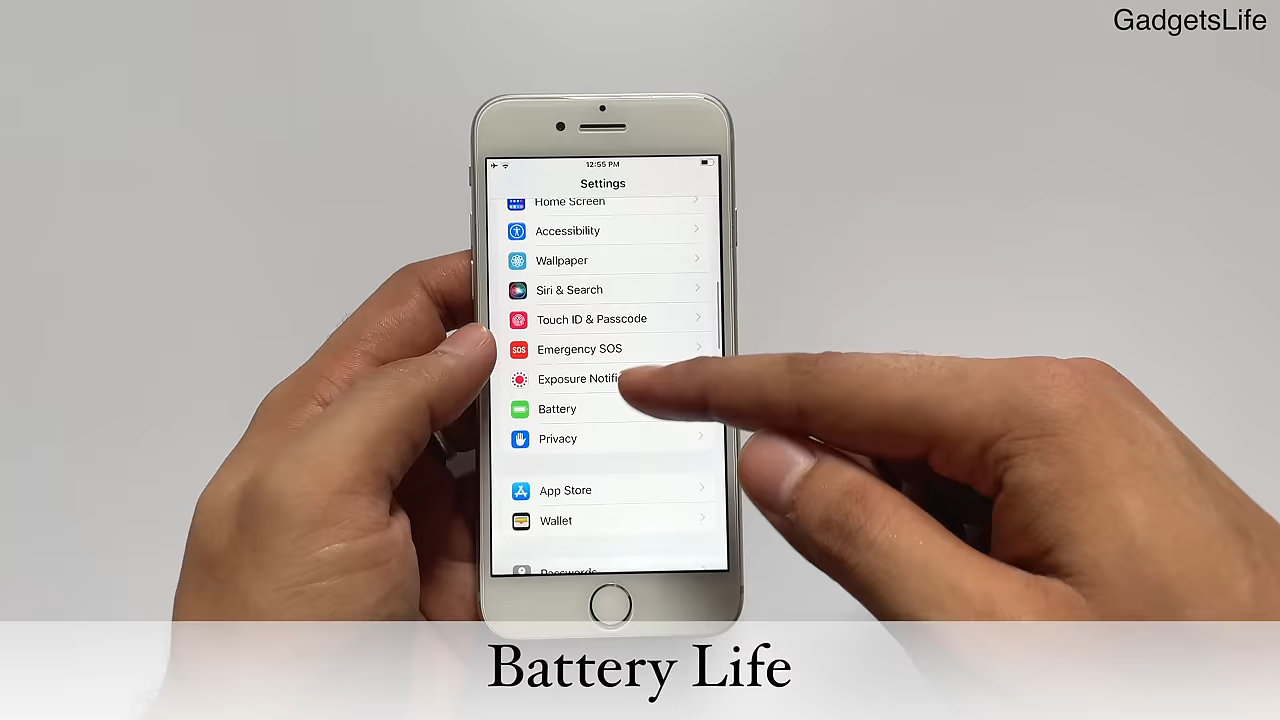 GadgetsLife
12:55 PM
Settings
Home Screen
Accessibility
Wallpaper
Siri & Search
Touch ID & Passcode
SOS Emergency SOS
Exposure Notifi
Battery
Privacy
App Store
Wallet
Passwords
Battery Life